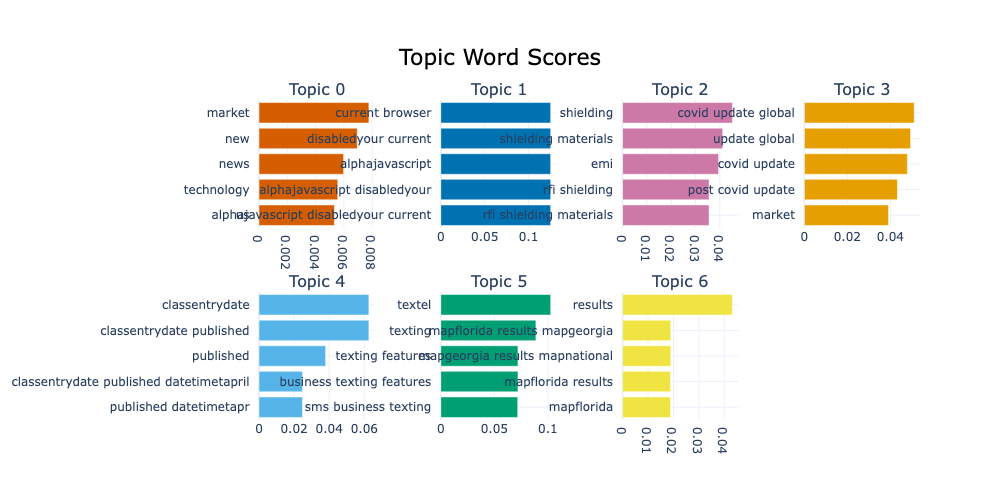 Topic Word Scores
Topic 0
Topic 1
Topic 2
Topic 3
market
new
news
technology
0
0.002
0.004
0.006
0.008
current browser
disabledyour current
alphajavascript
alphajavascript disabledyour
alphajavascript disabledyour current
0
0.05
0.1
shielding
shielding materials
emi
rfi shielding
rfi shielding materials
0
0.01
0.02
0.03
0.04
covid update global
update global
covid update
post covid update
market
0
0.02
0.04
Topic 4
Topic 5
Topic 6
classentrydate
classentrydate published
published
classentrydate published datetimetapril
published datetimetapr
0
0.02
0.04
0.06
textel
texting
texting features
business texting features
sms business texting
0
0.05
0.1
results
mapflorida results mapgeorgia
mapgeorgia results mapnational
mapflorida results
mapflorida
0
0.01
0.02
0.03
0.04